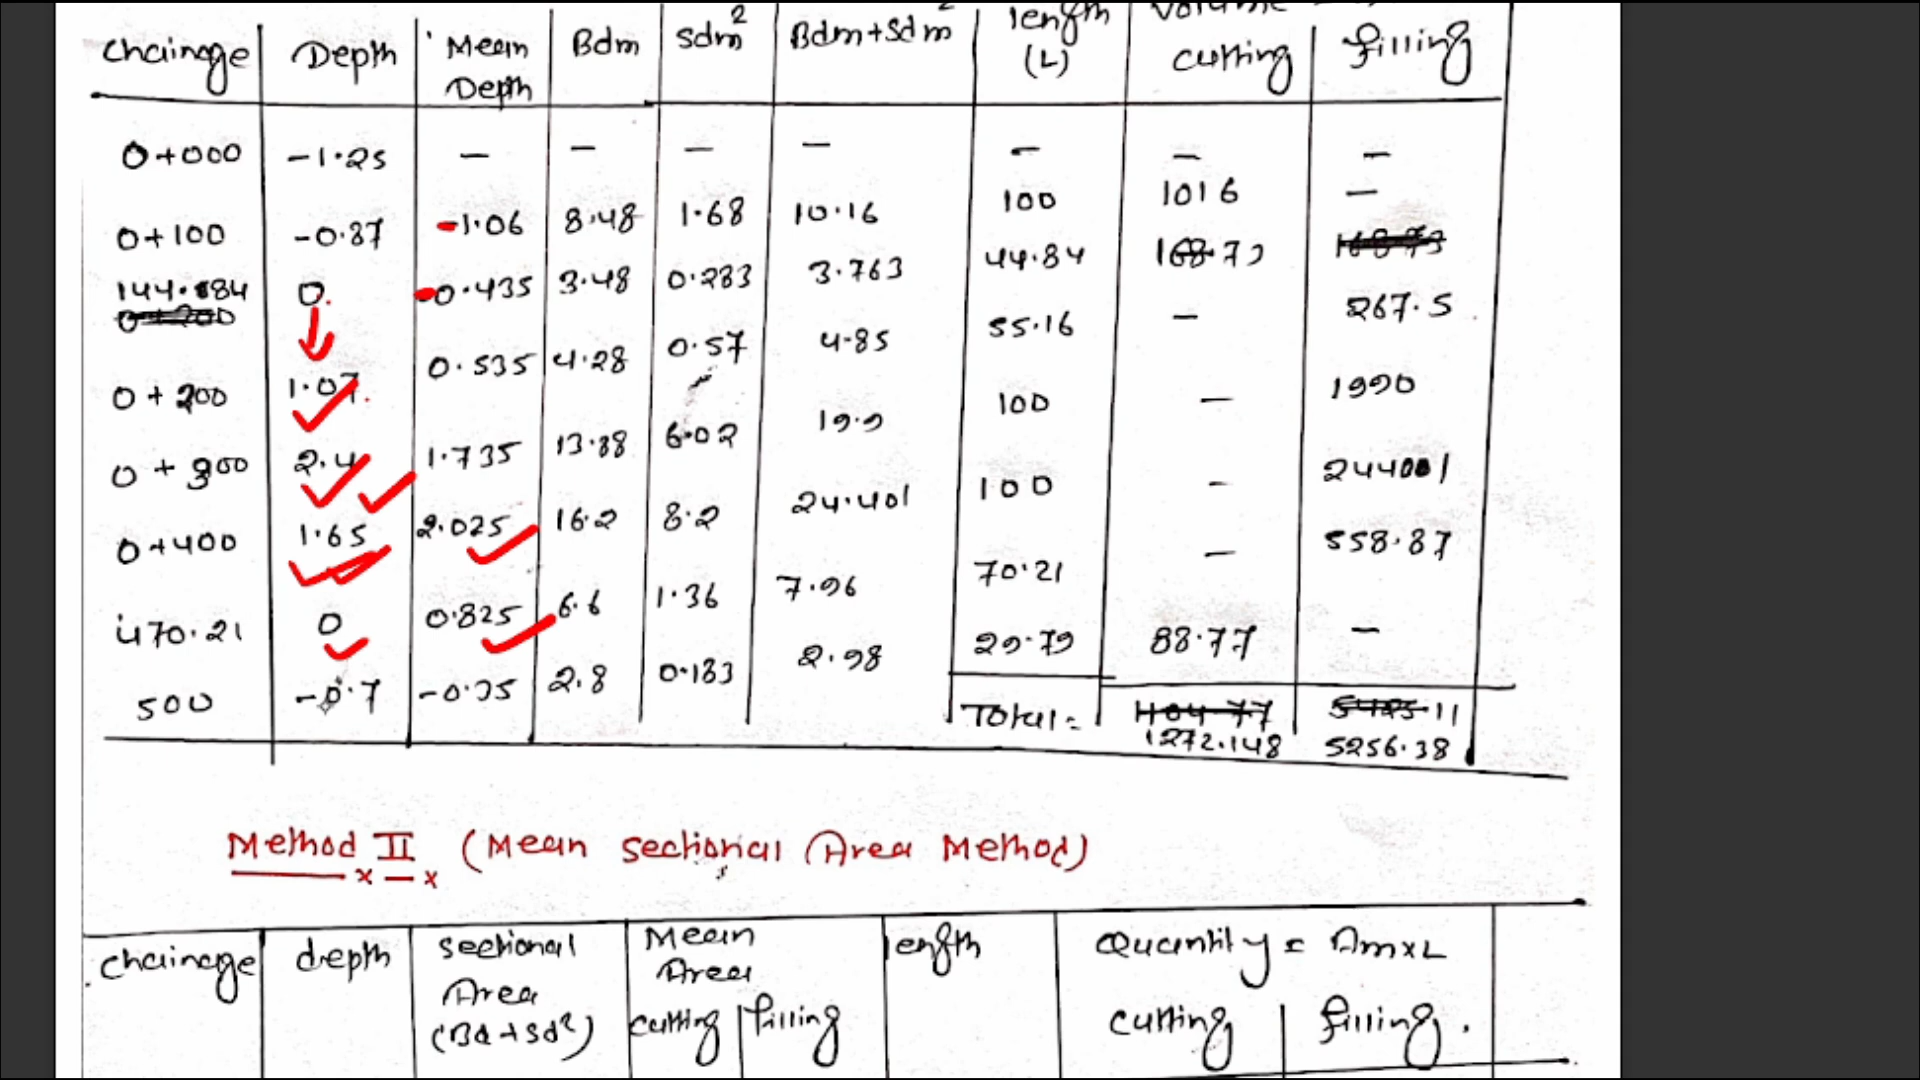 length Volume
Chainage Depth Mean Depth Bdm Sdm² Bdm+Sdm² (L) cutting filling
0+000 -1.25 — — — — — — —
0+100 -0.87 -1.06 8.48 1.68 10.16 100 1016 —
144.84 0 -0.435 3.48 0.283 3.763 44.84 168.73
0+200 1.07 0.535 4.28 0.57 4.85 55.16 — 267.5
0+300 2.4 1.735 13.88 6.02 19.9 100 — 1990
0+400 1.65 2.025 16.2 8.2 24.401 100 — 244001
470.21 0 0.825 6.6 1.36 7.96 70.21 — 558.87
500 -0.7 -0.35 2.8 0.183 2.98 29.79 88.77 —
Total= 1272.148 5256.38
Method II (Mean sectional Area Method)
chainage depth sectional Area (Bd+Sd²) Mean Area length Quantity = Am×L
cutting filling cutting filling.